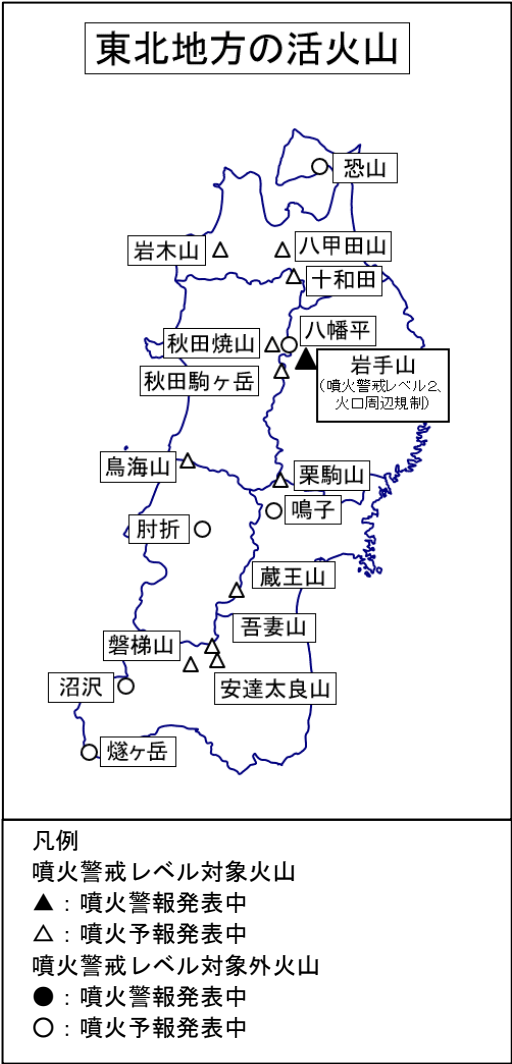 東北地方の活火山
恐山
岩木山
八甲田山
十和田
八幡平
秋田焼山
岩手山
(噴火警戒レベル2、
火口周辺規制)
秋田駒ヶ岳
鳥海山
栗駒山
鳴子
肘折
蔵王山
吾妻山
磐梯山
安達太良山
沼沢
燧ヶ岳
凡例
噴火警戒レベル対象火山
▲:噴火警報発表中
△:噴火予報発表中
噴火警戒レベル対象外火山
●:噴火警報発表中
○:噴火予報発表中